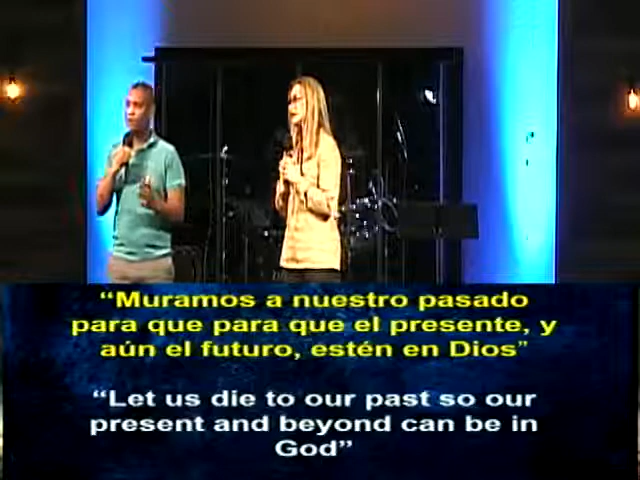 “Muramos a nuestro pasado
para que para que el presente, y
aún el futuro, estén en Dios”
“Let us die to our past so our
present and beyond can be in
God”